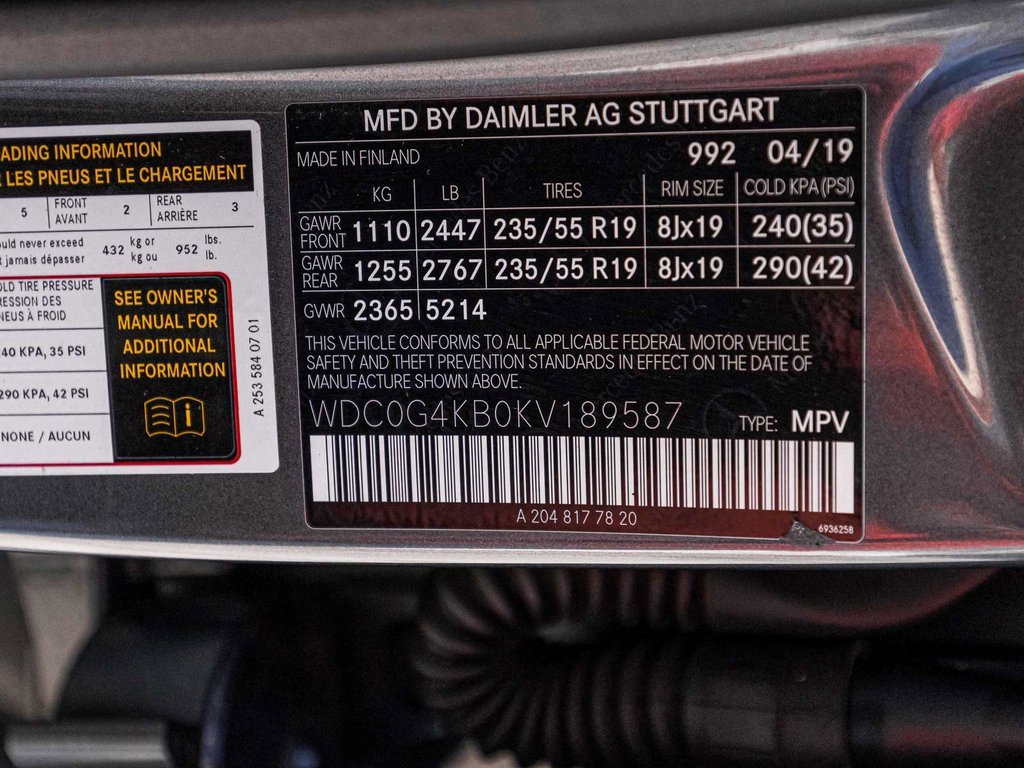 ADING INFORMATION
LES PNEUS ET LE CHARGEMENT
5 FRONT AVANT 2 REAR ARRIÈRE 3
uld never exceed 432 kg or 952 lbs.
t jamais dépasser kg ou lb.
OLD TIRE PRESSURE
RESSION DES
NEUS À FROID
40 KPA, 35 PSI
290 KPA, 42 PSI
NONE / AUCUN
SEE OWNER'S
MANUAL FOR
ADDITIONAL
INFORMATION
A 253 584 07 01
MFD BY DAIMLER AG STUTTGART
MADE IN FINLAND 992 04/19
KG LB TIRES RIM SIZE COLD KPA (PSI)
GAWR FRONT 1110 2447 235/55 R19 8Jx19 240(35)
GAWR REAR 1255 2767 235/55 R19 8Jx19 290(42)
GVWR 2365 5214
THIS VEHICLE CONFORMS TO ALL APPLICABLE FEDERAL MOTOR VEHICLE
SAFETY AND THEFT PREVENTION STANDARDS IN EFFECT ON THE DATE OF
MANUFACTURE SHOWN ABOVE.
WDC0G4KB0KV189587 TYPE: MPV
A 204 817 78 20
6936258